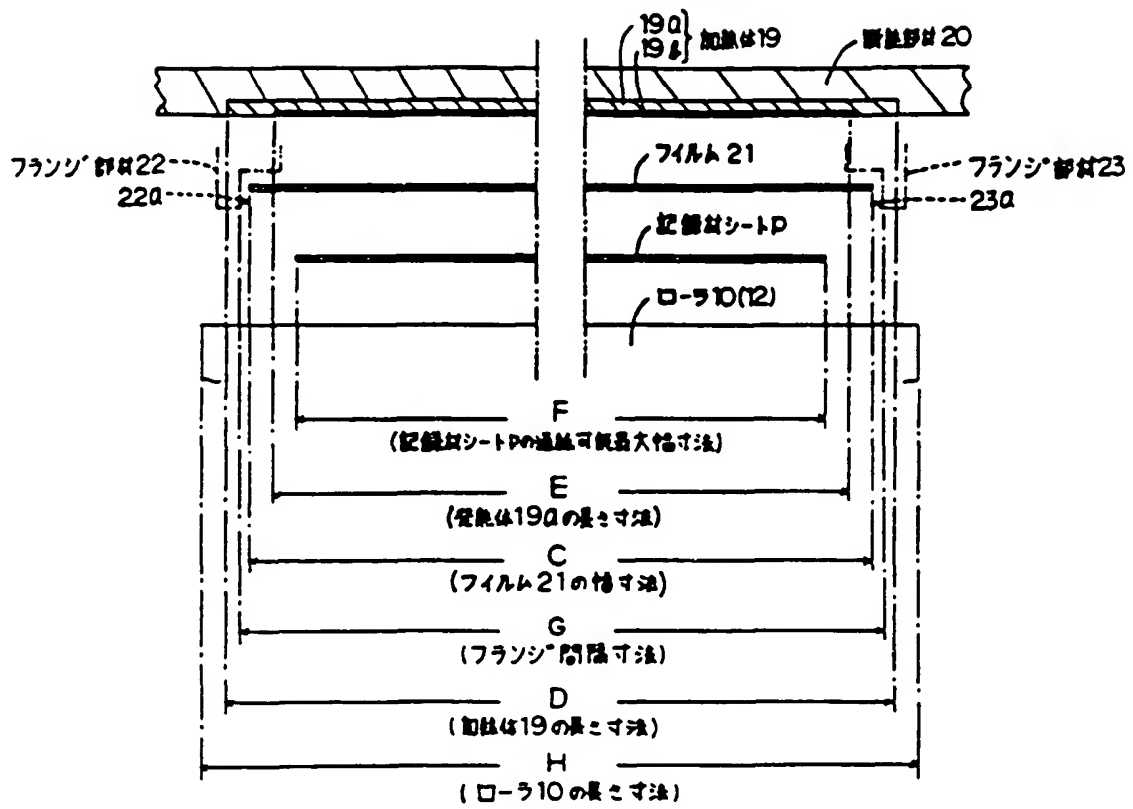 19a
19b
加熱体19
断熱部材20
フランジ部材22
22a
フイルム21
フランジ部材23
23a
記録材シートP
ローラ10(12)
F
(記録材シートPの通紙可能最大幅寸法)
E
(発熱体19aの長さ寸法)
C
(フイルム21の幅寸法)
G
(フランジ間隔寸法)
D
(加熱体19の長さ寸法)
H
(ローラ10の長さ寸法)